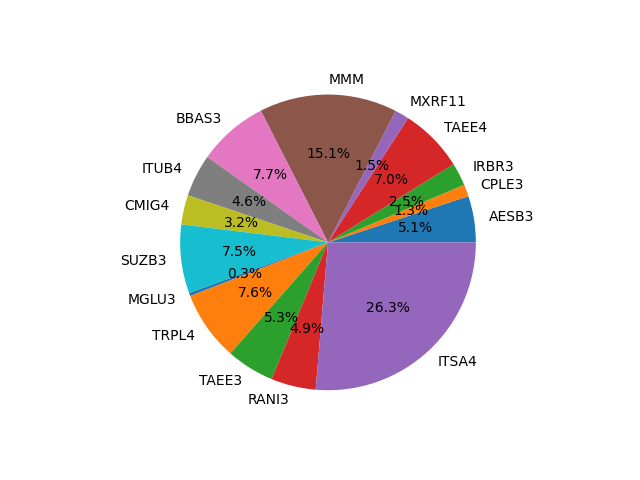 MMM
MXRF11
BBAS3
TAEE4
15.1%
1.5%
ITUB4
7.7%
7.0%
IRBR3
CPLE3
4.6%
2.5%
CMIG4
1.3%
AESB3
3.2%
5.1%
SUZB3
7.5%
0.3%
MGLU3
7.6%
26.3%
TRPL4
5.3%
4.9%
ITSA4
TAEE3
RANI3